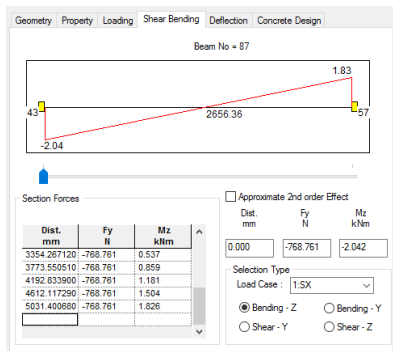 Geometry Property Loading Shear Bending Deflection Concrete Design
Beam No = 87
1.83
43
2656.36
57
-2.04
Section Forces
Dist. Fy Mz
mm N kNm
3354.267120 -768.761 0.537
3773.550510 -768.761 0.859
4192.833900 -768.761 1.181
4612.117290 -768.761 1.504
5031.400680 -768.761 1.826
Approximate 2nd order Effect
Dist. Fy Mz
mm N kNm
0.000 -768.761 -2.042
Selection Type
Load Case : 1:SX
Bending - Z Bending - Y
Shear - Y Shear - Z